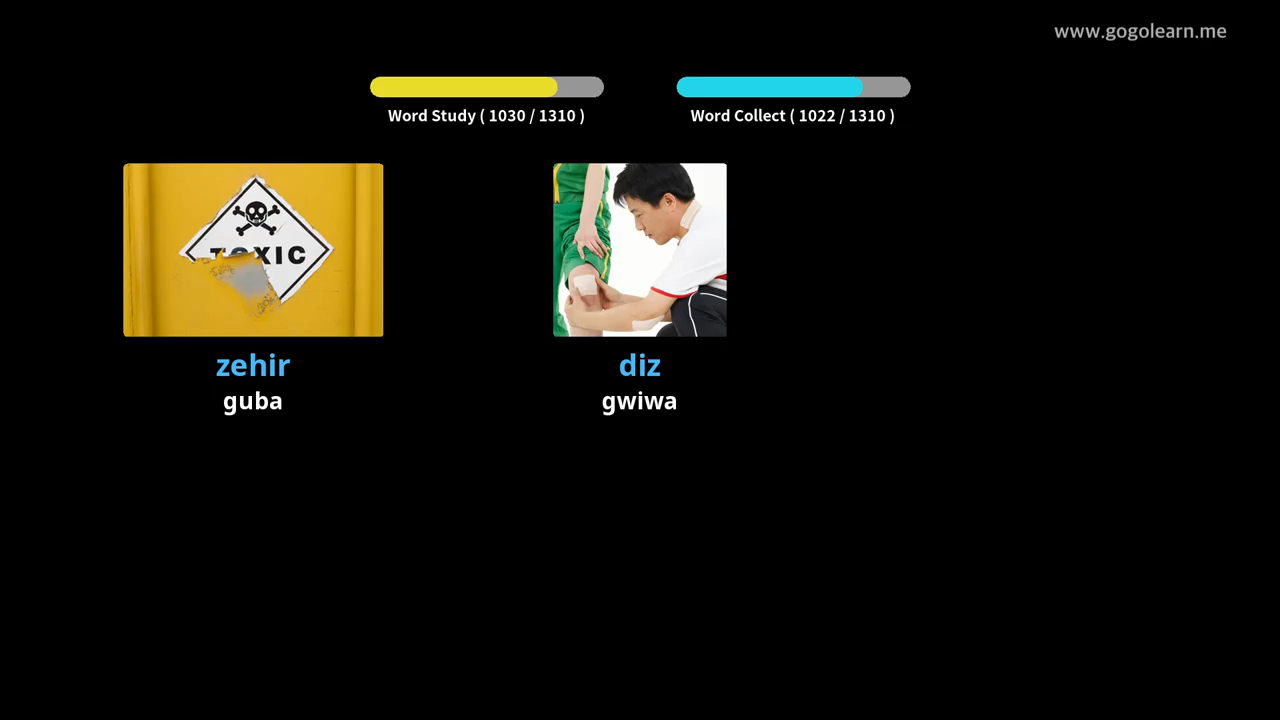 www.gogolearn.me
Word Study ( 1030 / 1310 )
Word Collect ( 1022 / 1310 )
TOXIC
zehir
diz
guba
gwiwa